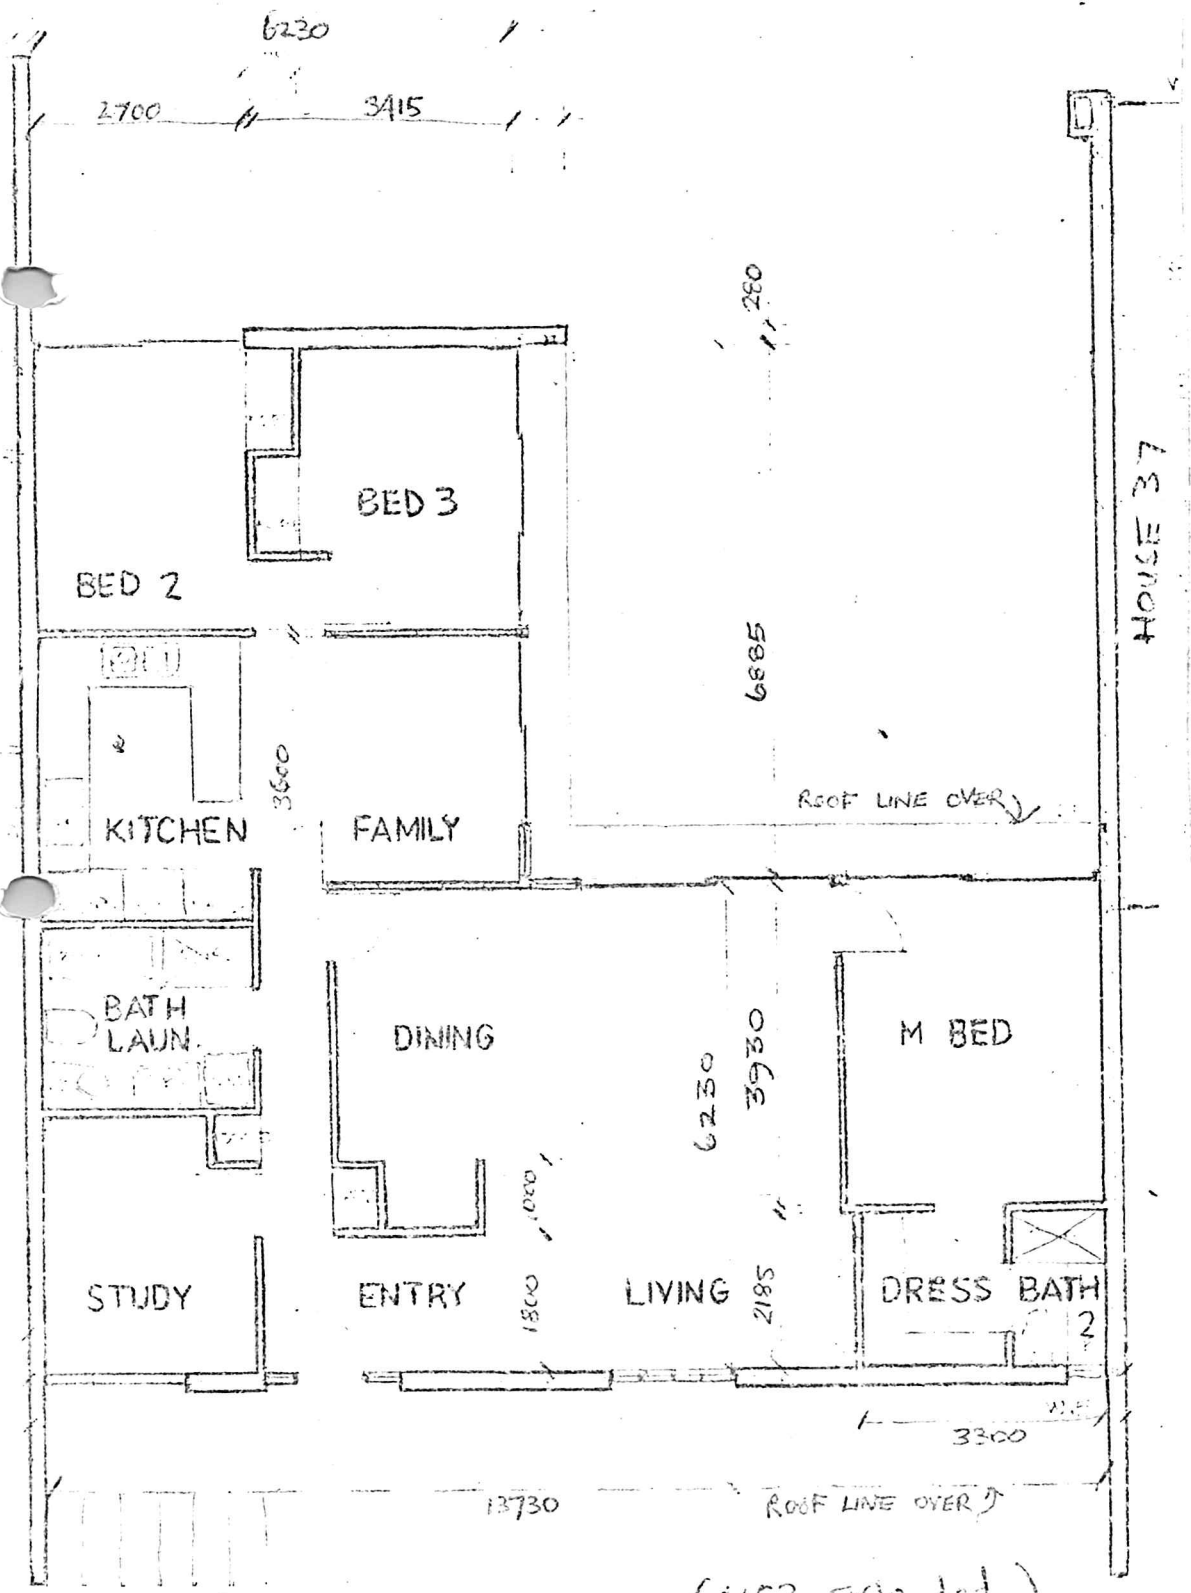 6230
2700 3415
280
HOUSE 37
BED 3
BED 2
6885
3600
ROOF LINE OVER
KITCHEN FAMILY
BATH
LAUN.
DINING
M BED
6230
3930
1000
STUDY ENTRY LIVING DRESS BATH
2
1800
2185
3300
13730 ROOF LINE OVER